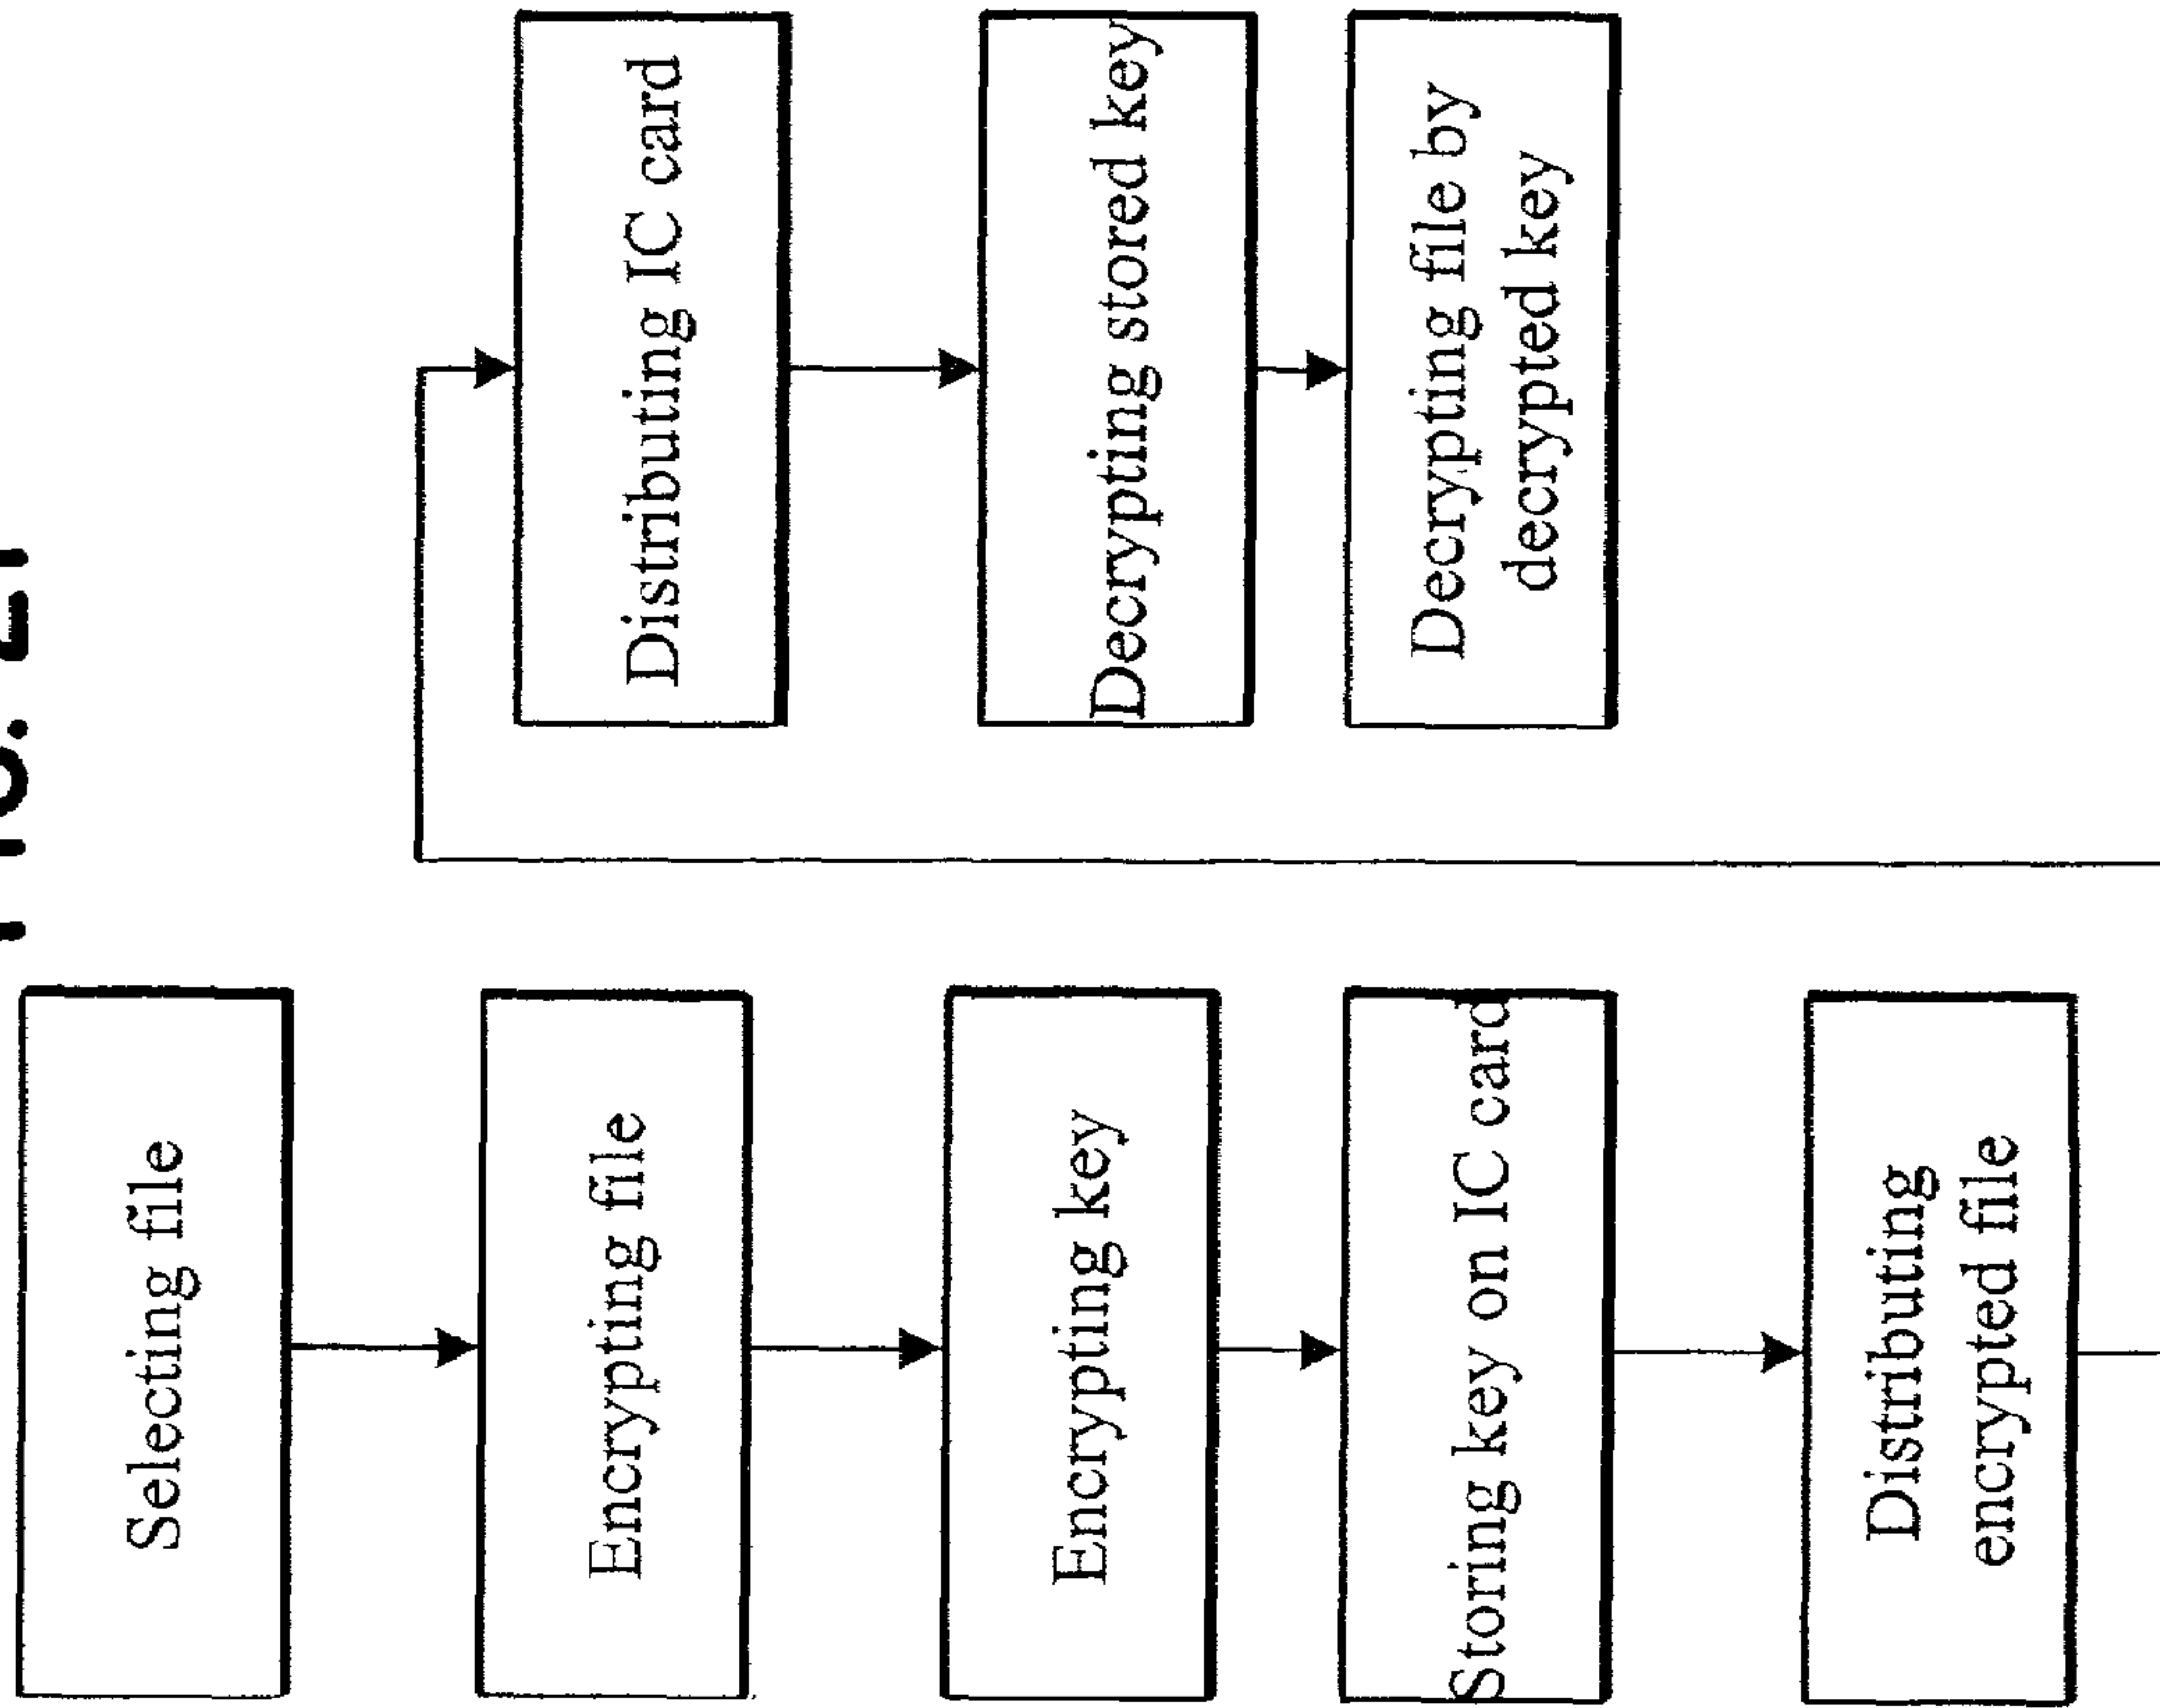 Selecting file
Encrypting file
Encrypting key
Storing key on IC card
Distributing
encrypted file
Distributing IC card
Decrypting stored key
Decrypting file by
decrypted key